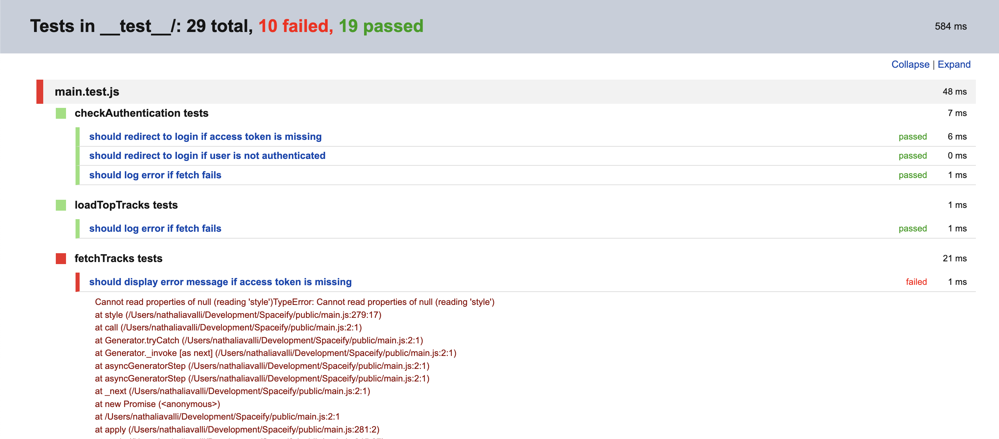 Tests in __test__/: 29 total, 10 failed, 19 passed 584 ms
Collapse | Expand
main.test.js 48 ms
checkAuthentication tests 7 ms
should redirect to login if access token is missing passed 6 ms
should redirect to login if user is not authenticated passed 0 ms
should log error if fetch fails passed 1 ms
loadTopTracks tests 1 ms
should log error if fetch fails passed 1 ms
fetchTracks tests 21 ms
should display error message if access token is missing failed 1 ms
Cannot read properties of null (reading 'style')TypeError: Cannot read properties of null (reading 'style')
at style (/Users/nathaliavalli/Development/Spaceify/public/main.js:279:17)
at call (/Users/nathaliavalli/Development/Spaceify/public/main.js:2:1)
at Generator.tryCatch (/Users/nathaliavalli/Development/Spaceify/public/main.js:2:1)
at Generator._invoke [as next] (/Users/nathaliavalli/Development/Spaceify/public/main.js:2:1)
at asyncGeneratorStep (/Users/nathaliavalli/Development/Spaceify/public/main.js:2:1)
at asyncGeneratorStep (/Users/nathaliavalli/Development/Spaceify/public/main.js:2:1)
at _next (/Users/nathaliavalli/Development/Spaceify/public/main.js:2:1)
at new Promise (<anonymous>)
at /Users/nathaliavalli/Development/Spaceify/public/main.js:2:1
at apply (/Users/nathaliavalli/Development/Spaceify/public/main.js:281:2)